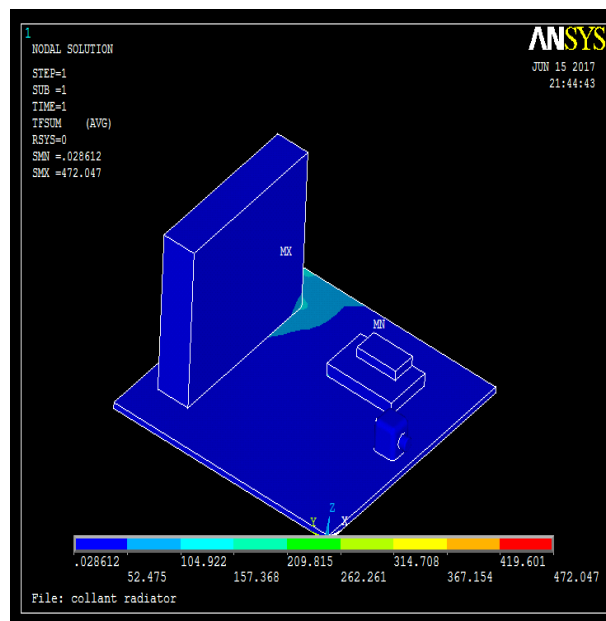 1
NODAL SOLUTION
ANSYS
STEP=1
SUB =1
TIME=1
TFSUM (AVG)
RSYS=0
SMN =.028612
SMX =472.047
JUN 15 2017
21:44:43
MX
MN
Z
Y X
.028612 104.922 209.815 314.708 419.601
52.475 157.368 262.261 367.154 472.047
File: collant radiator